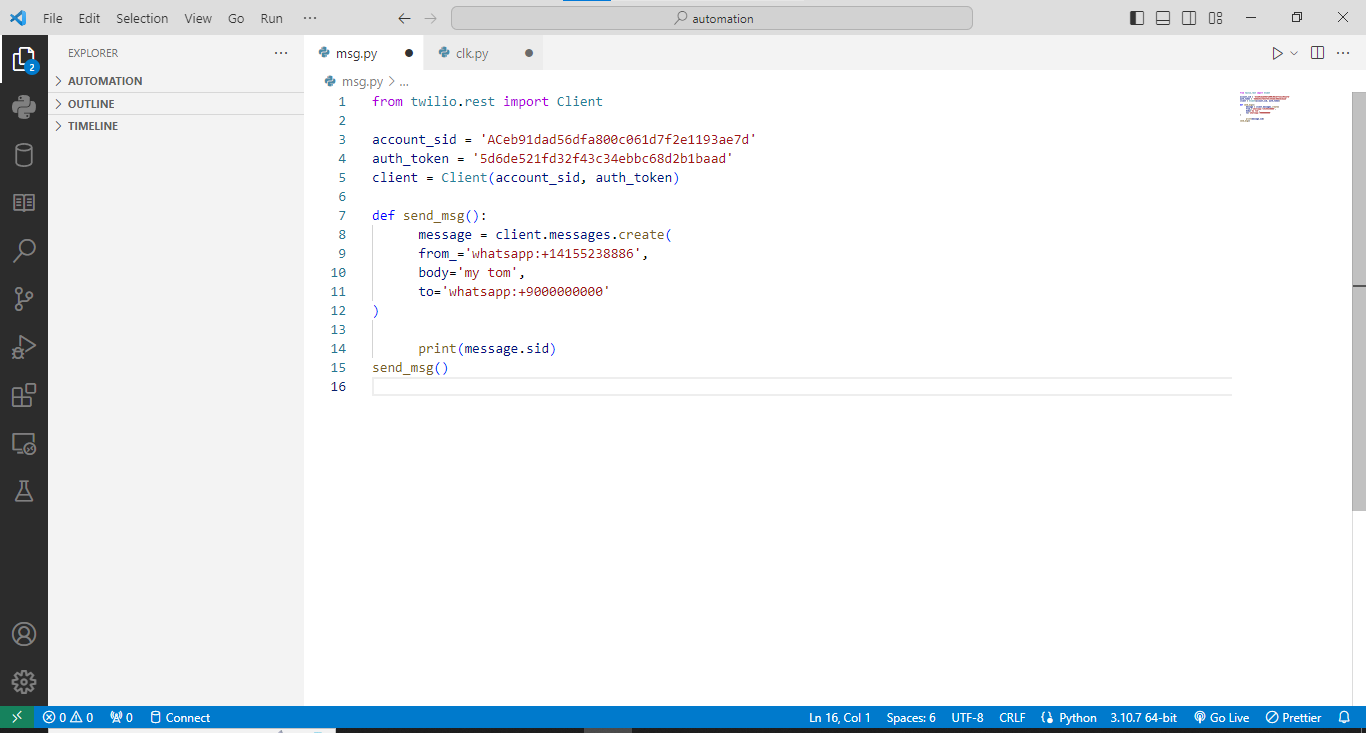 File Edit Selection View Go Run ···
automation
EXPLORER ···
AUTOMATION
OUTLINE
TIMELINE
2
msg.py
clk.py
msg.py > ...
1 from twilio.rest import Client
2
3 account_sid = 'ACeb91dad56dfa800c061d7f2e1193ae7d'
4 auth_token = '5d6de521fd32f43c34ebbc68d2b1baad'
5 client = Client(account_sid, auth_token)
6
7 def send_msg():
8 message = client.messages.create(
9 from_='whatsapp:+14155238886',
10 body='my tom',
11 to='whatsapp:+9000000000'
12 )
13
14 print(message.sid)
15 send_msg()
16
0 0 0 Connect Ln 16, Col 1 Spaces: 6 UTF-8 CRLF Python 3.10.7 64-bit Go Live Prettier